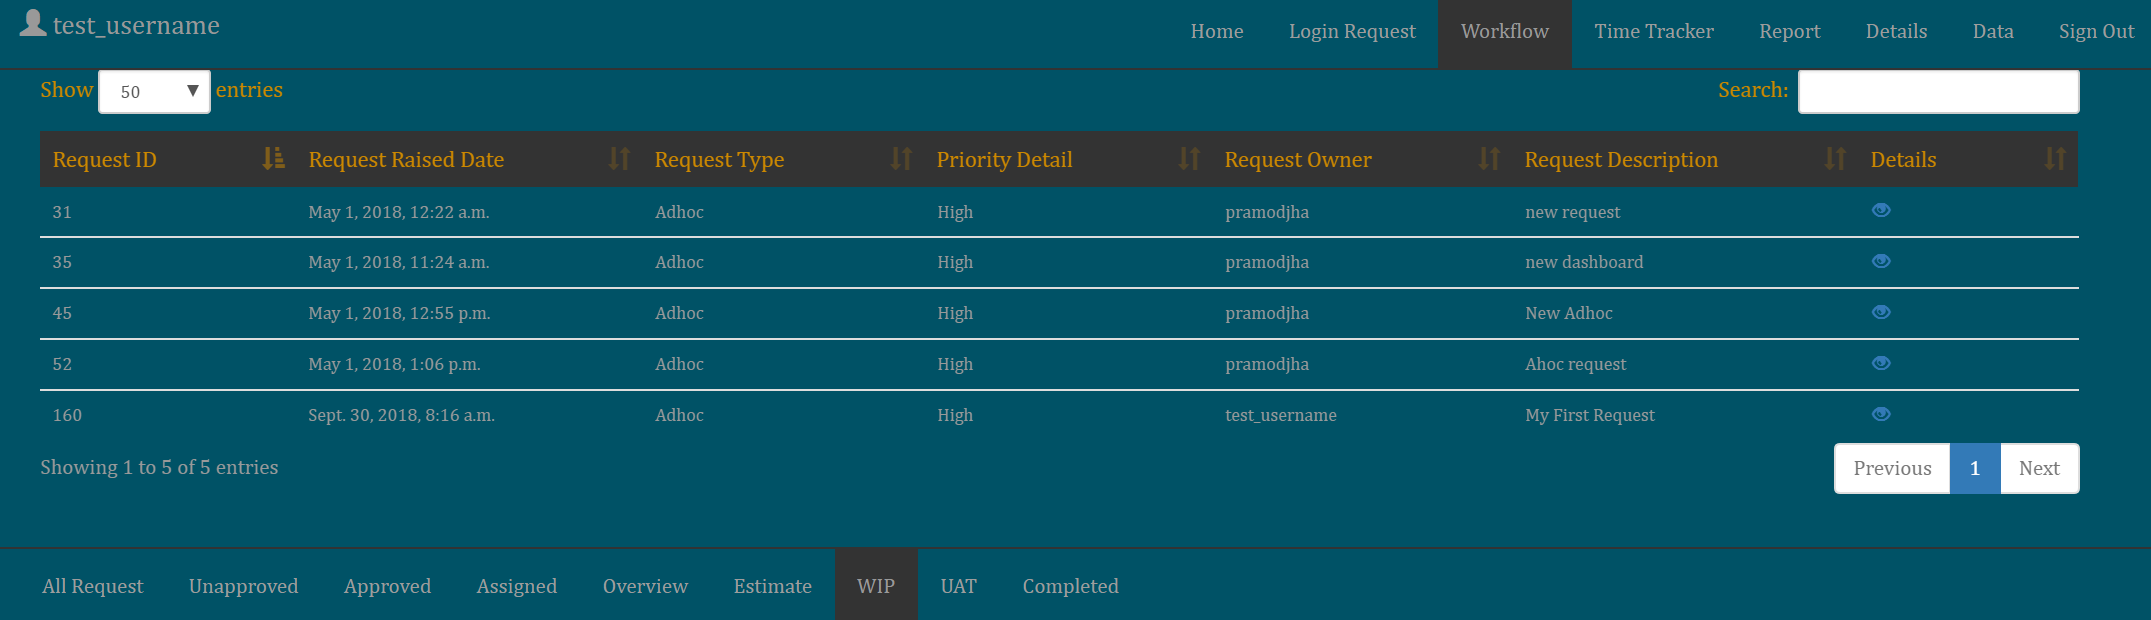 test_username Home Login Request Workflow Time Tracker Report Details Data Sign Out
Show 50 entries Search:
Request ID Request Raised Date Request Type Priority Detail Request Owner Request Description Details
31 May 1, 2018, 12:22 a.m. Adhoc High pramodjha new request
35 May 1, 2018, 11:24 a.m. Adhoc High pramodjha new dashboard
45 May 1, 2018, 12:55 p.m. Adhoc High pramodjha New Adhoc
52 May 1, 2018, 1:06 p.m. Adhoc High pramodjha Ahoc request
160 Sept. 30, 2018, 8:16 a.m. Adhoc High test_username My First Request
Showing 1 to 5 of 5 entries Previous 1 Next
All Request Unapproved Approved Assigned Overview Estimate WIP UAT Completed